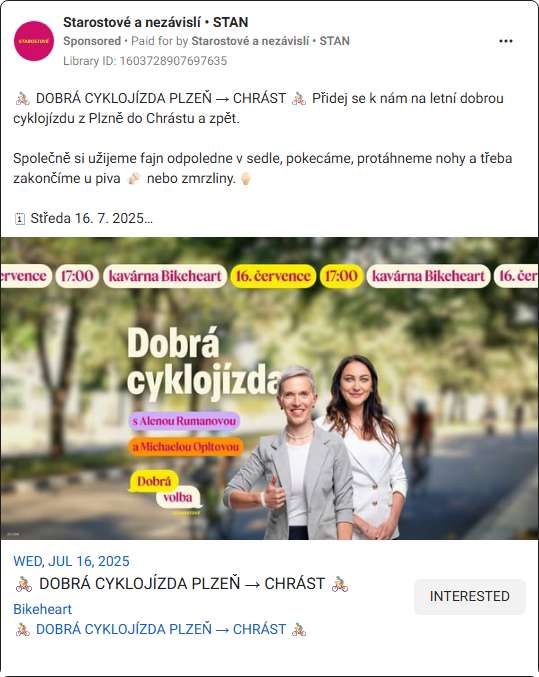 STAROSTOVÉ
Starostové a nezávislí • STAN
Sponsored • Paid for by Starostové a nezávislí • STAN
Library ID: 1603728907697635
🚴 DOBRÁ CYKLOJÍZDA PLZEŇ → CHRÁST 🚴 Přidej se k nám na letní dobrou
cyklojízdu z Plzně do Chrástu a zpět.
Společně si užijeme fajn odpoledne v sedle, pokecáme, protáhneme nohy a třeba
zakončíme u piva 🍻 nebo zmrzliny. 🍦
🗓 Středa 16. 7. 2025…
ervence 17:00 kavárna Bikeheart 16. července 17:00 kavárna Bikeheart 16. čer
Dobrá
cyklojízda
s Alenou Rumanovou
a Michaelou Opltovou
Dobrá
volba
WED, JUL 16, 2025
🚴 DOBRÁ CYKLOJÍZDA PLZEŇ → CHRÁST 🚴
Bikeheart
🚴 DOBRÁ CYKLOJÍZDA PLZEŇ → CHRÁST 🚴
INTERESTED